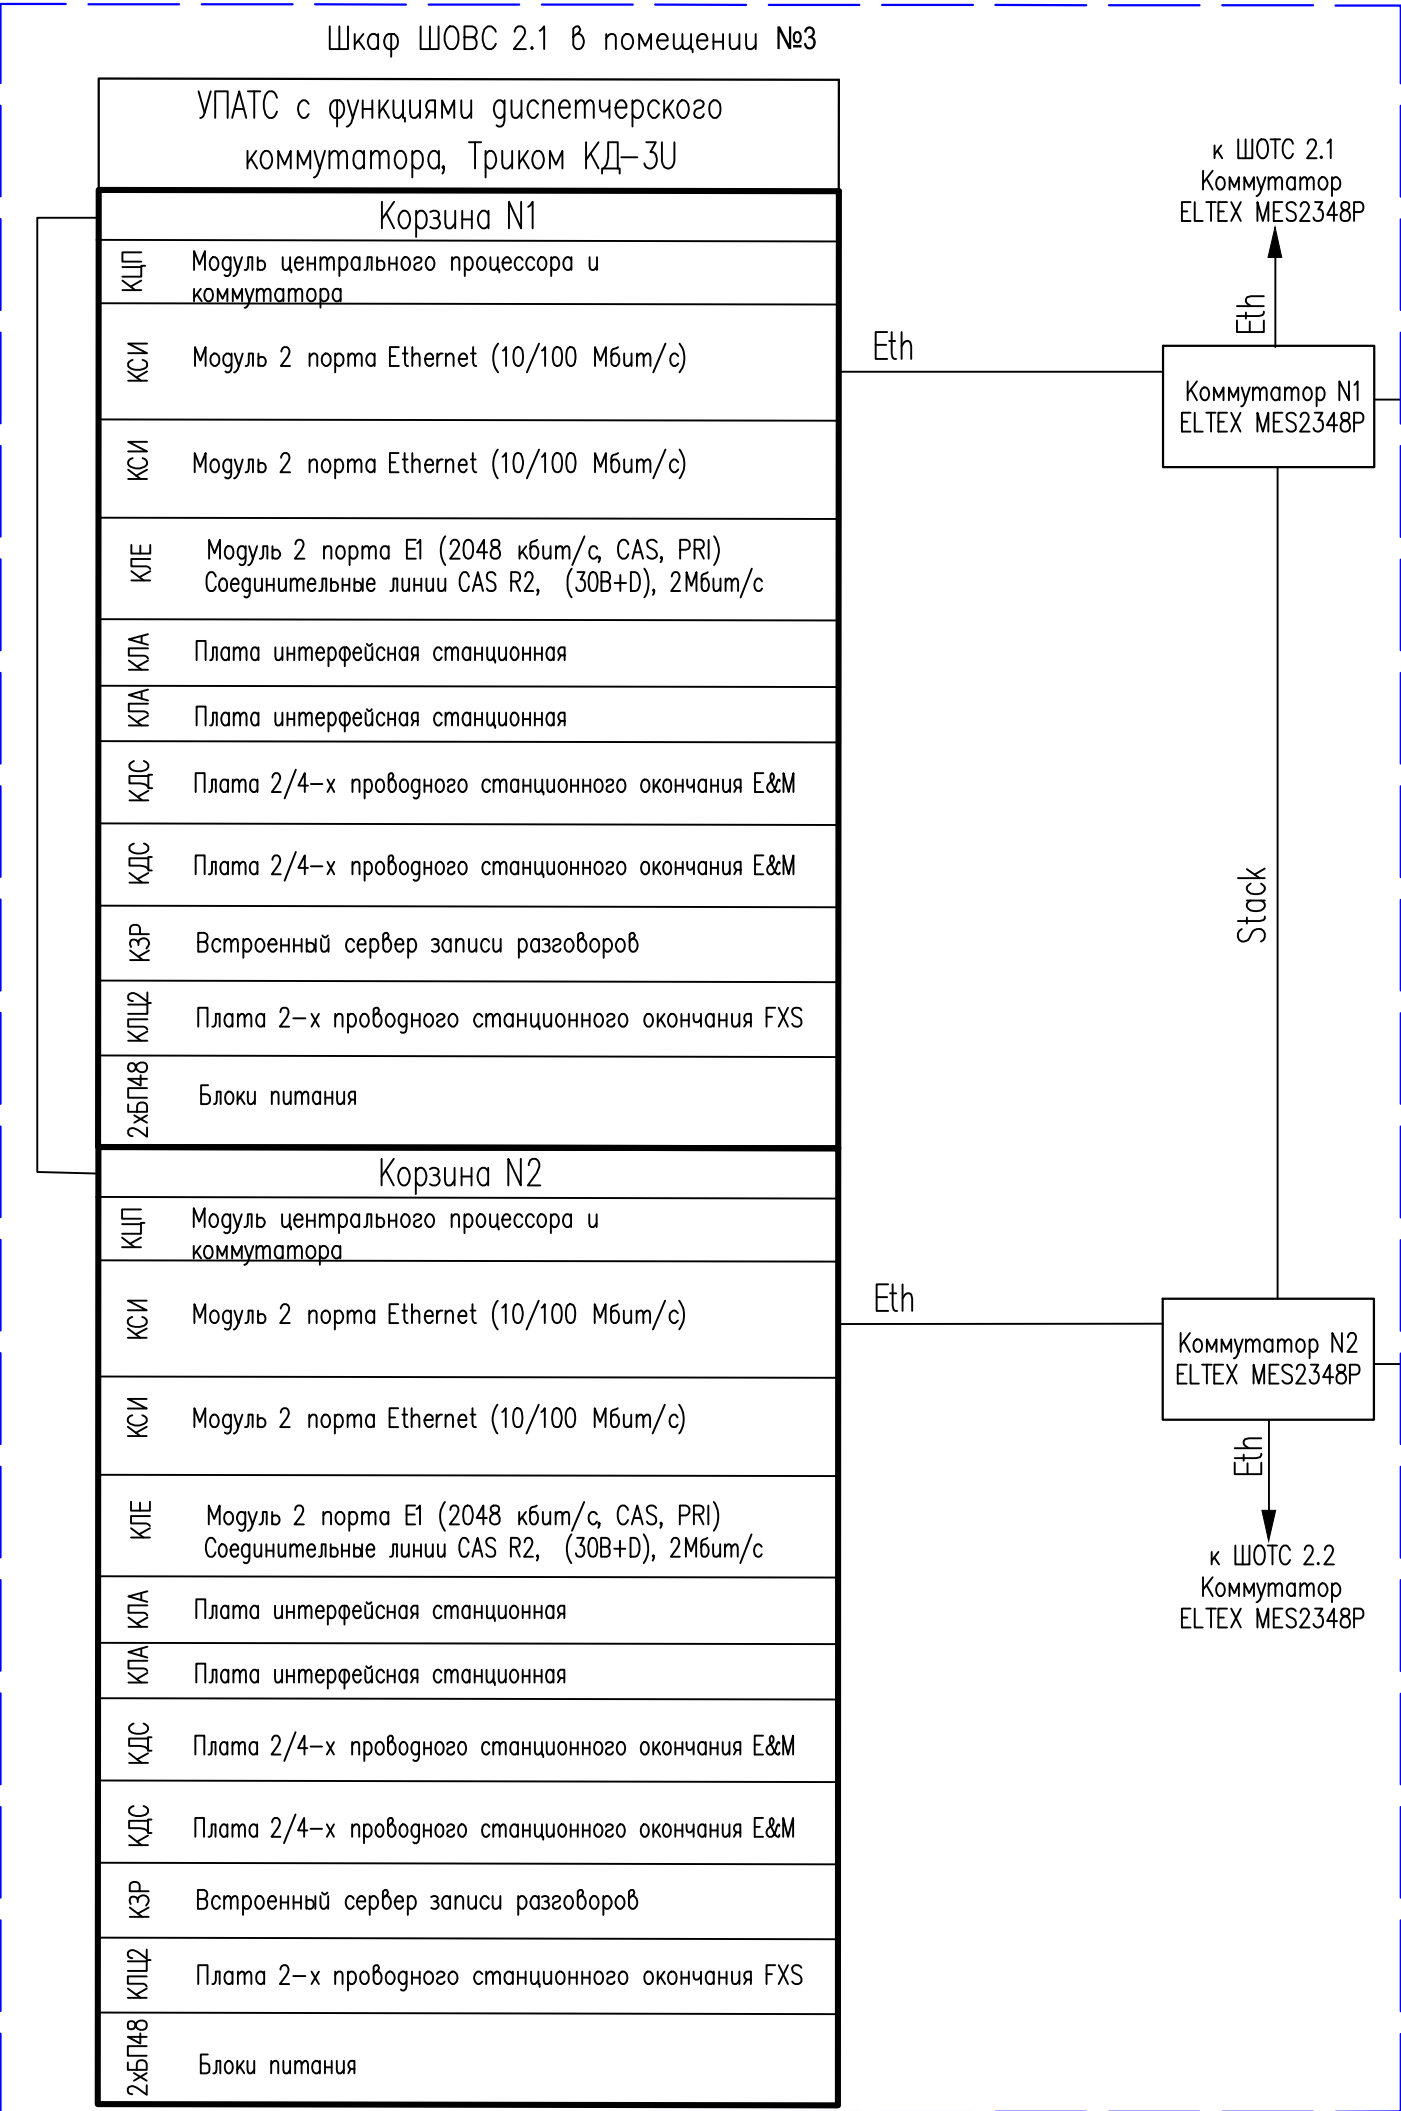 Шкаф ШОВС 2.1 в помещении №3
УПАТС с функциями диспетчерского
коммутатора, Триком КД-3U
Корзина N1
КЦП
Модуль центрального процессора и
коммутатора
КСИ
Модуль 2 порта Ethernet (10/100 Мбит/с)
КСИ
Модуль 2 порта Ethernet (10/100 Мбит/с)
КЛЕ
Модуль 2 порта E1 (2048 кбит/с, CAS, PRI)
Соединительные линии CAS R2, (30B+D), 2Мбит/с
КЛА
Плата интерфейсная станционная
КЛА
Плата интерфейсная станционная
КДС
Плата 2/4-х проводного станционного окончания E&M
КДС
Плата 2/4-х проводного станционного окончания E&M
КЗР
Встроенный сервер записи разговоров
КЛЦ2
Плата 2-х проводного станционного окончания FXS
2хБП48
Блоки питания
Корзина N2
КЦП
Модуль центрального процессора и
коммутатора
КСИ
Модуль 2 порта Ethernet (10/100 Мбит/с)
КСИ
Модуль 2 порта Ethernet (10/100 Мбит/с)
КЛЕ
Модуль 2 порта E1 (2048 кбит/с, CAS, PRI)
Соединительные линии CAS R2, (30B+D), 2Мбит/с
КЛА
Плата интерфейсная станционная
КЛА
Плата интерфейсная станционная
КДС
Плата 2/4-х проводного станционного окончания E&M
КДС
Плата 2/4-х проводного станционного окончания E&M
КЗР
Встроенный сервер записи разговоров
КЛЦ2
Плата 2-х проводного станционного окончания FXS
2хБП48
Блоки питания
к ШОТС 2.1
Коммутатор
ELTEX MES2348P
Eth
Eth
Коммутатор N1
ELTEX MES2348P
Stack
Eth
Коммутатор N2
ELTEX MES2348P
Eth
к ШОТС 2.2
Коммутатор
ELTEX MES2348P